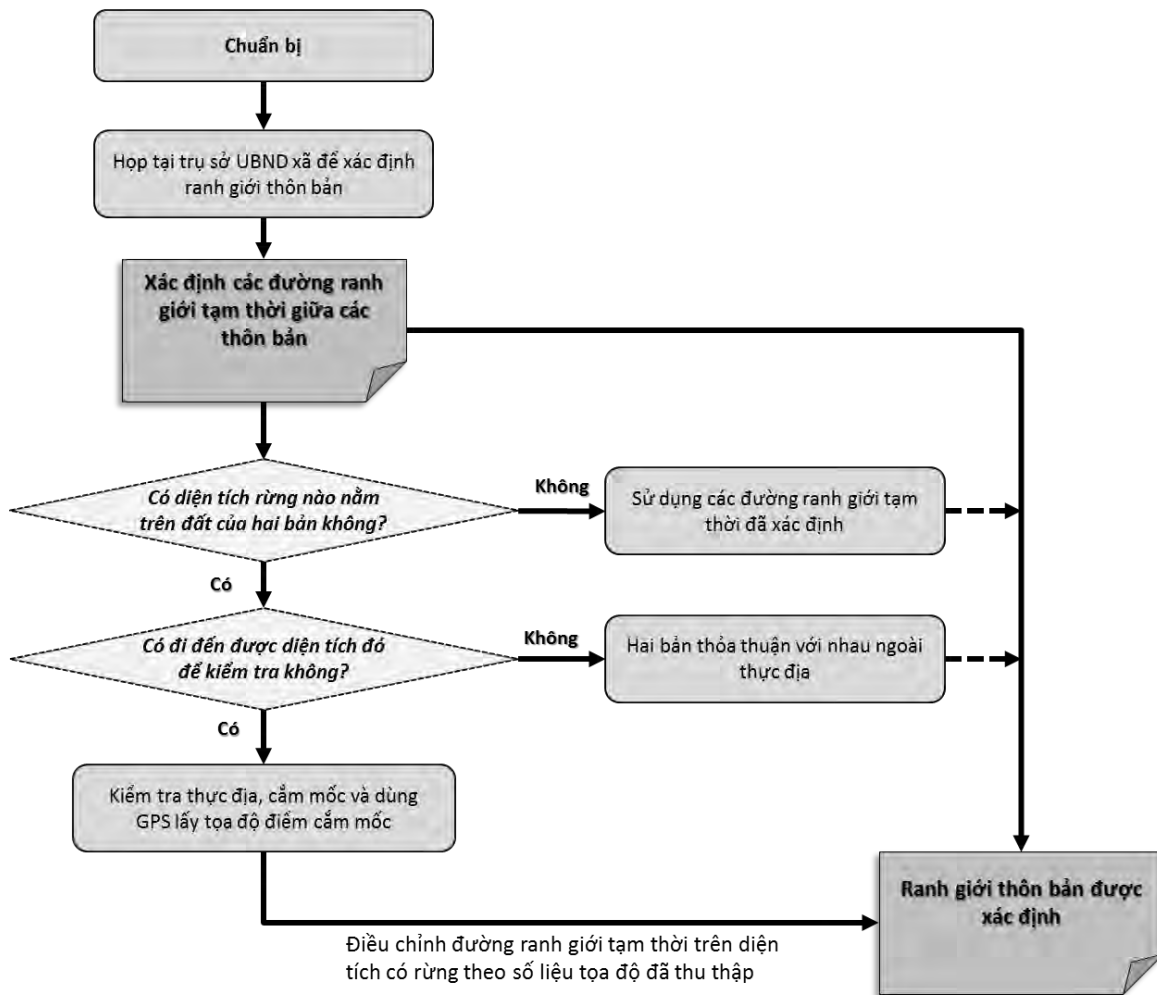 Chuẩn bị
Họp tại trụ sở UBND xã để xác định
ranh giới thôn bản
Xác định các đường ranh
giới tạm thời giữa các
thôn bản
Có diện tích rừng nào nằm
trên đất của hai bản không?
Không
Sử dụng các đường ranh giới tạm
thời đã xác định
Có
Có đi đến được diện tích đó
để kiểm tra không?
Không
Hai bản thỏa thuận với nhau ngoài
thực địa
Có
Kiểm tra thực địa, cắm mốc và dùng
GPS lấy tọa độ điểm cắm mốc
Ranh giới thôn bản được
xác định
Điều chỉnh đường ranh giới tạm thời trên diện
tích có rừng theo số liệu tọa độ đã thu thập